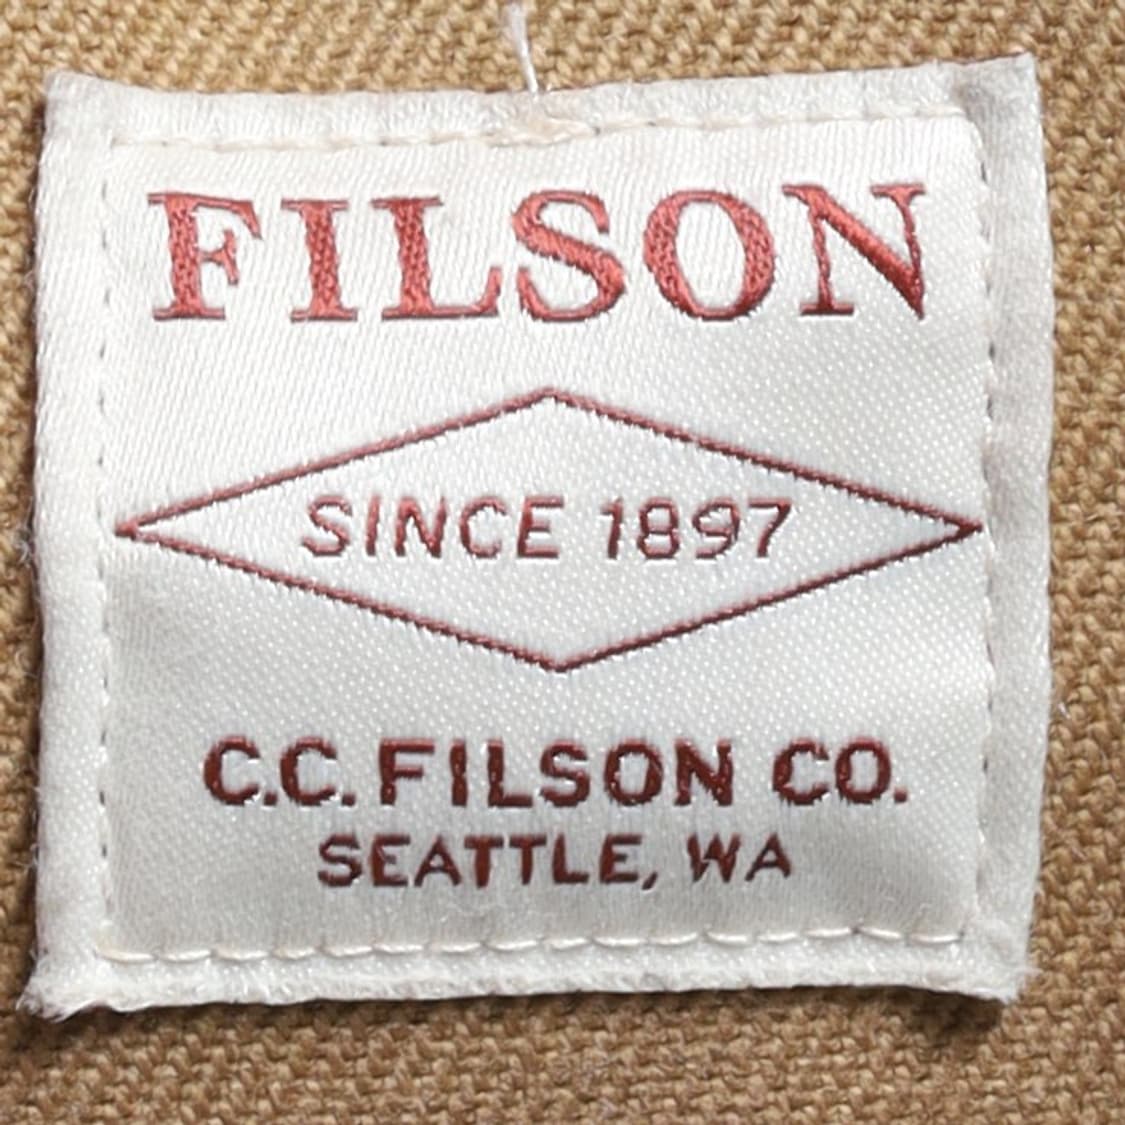 FILSON
SINCE 1897
C.C. FILSON CO.
SEATTLE, WA